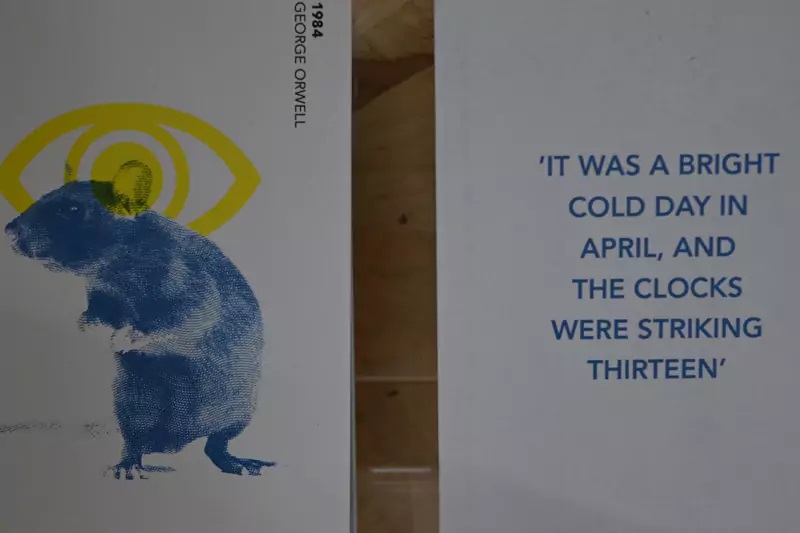 1984
GEORGE ORWELL
'IT WAS A BRIGHT
COLD DAY IN
APRIL, AND
THE CLOCKS
WERE STRIKING
THIRTEEN'